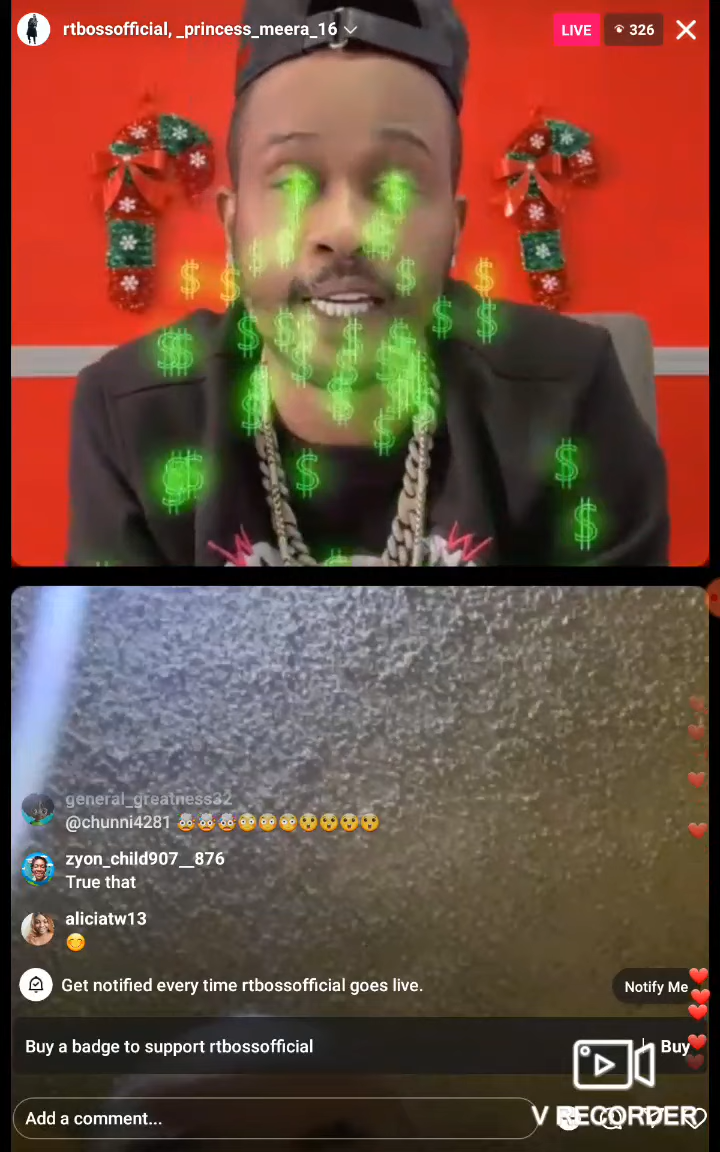 rtbossofficial, _princess_meera_16
LIVE
326
general_greatness32
@chunni4281 🤯🤯🤯😳😳😳😲😲😲😲
zyon_child907__876
True that
aliciatw13
😊
Get notified every time rtbossofficial goes live.
Notify Me
Buy a badge to support rtbossofficial
Buy
Add a comment...
V RECORDER